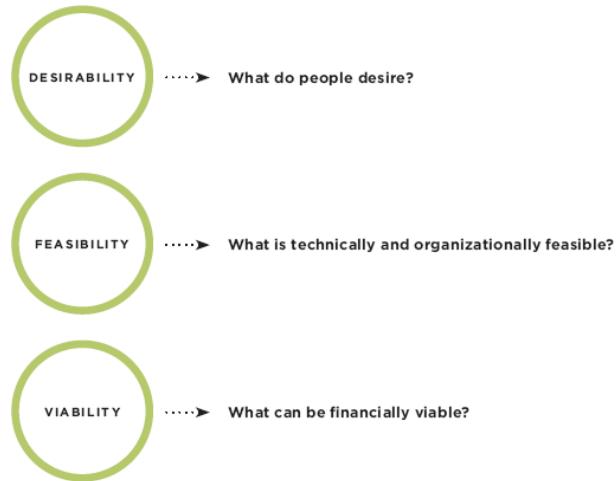 DESIRABILITY What do people desire?
FEASIBILITY What is technically and organizationally feasible?
VIABILITY What can be financially viable?